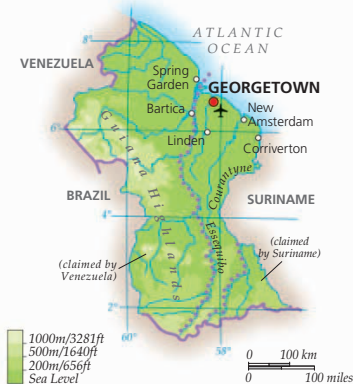 ATLANTIC
OCEAN
8°
VENEZUELA
Spring
Garden
GEORGETOWN
Bartica
New
Amsterdam
6°
Linden
Corriverton
Guiana Highlands
Courantyne
BRAZIL
SURINAME
4°
Essequibo
(claimed by
Venezuela)
(claimed
by Suriname)
2°
60°
58°
1000m/3281ft
500m/1640ft
200m/656ft
Sea Level
0 100 km
0 100 miles